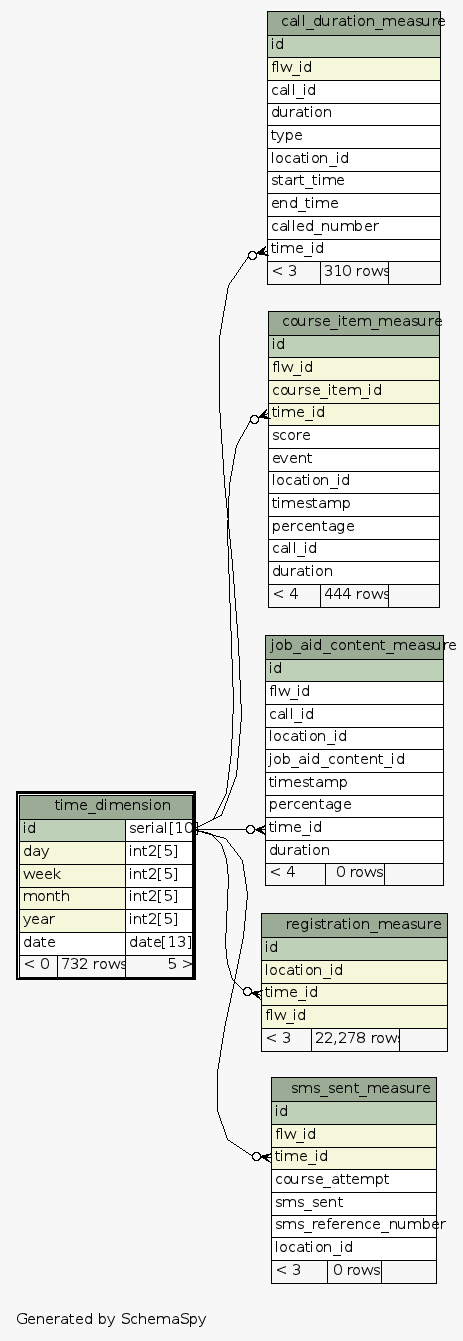 call_duration_measure
id
flw_id
call_id
duration
type
location_id
start_time
end_time
called_number
time_id
< 3 310 rows
course_item_measure
id
flw_id
course_item_id
time_id
score
event
location_id
timestamp
percentage
call_id
duration
< 4 444 rows
job_aid_content_measure
id
flw_id
call_id
location_id
job_aid_content_id
timestamp
percentage
time_id
duration
< 4 0 rows
time_dimension
id serial[10]
day int2[5]
week int2[5]
month int2[5]
year int2[5]
date date[13]
< 0 732 rows 5 >
registration_measure
id
location_id
time_id
flw_id
< 3 22,278 rows
sms_sent_measure
id
flw_id
time_id
course_attempt
sms_sent
sms_reference_number
location_id
< 3 0 rows
Generated by SchemaSpy